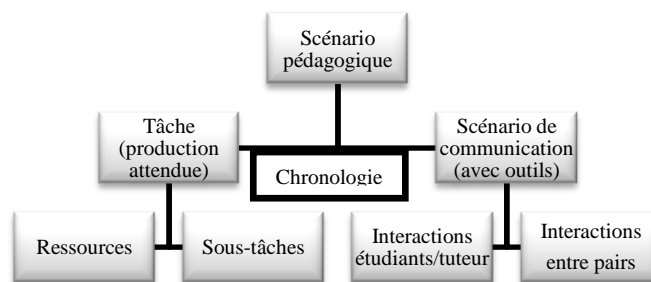 Scénario
pédagogique
Tâche
(production
attendue)
Scénario de
communication
(avec outils)
Chronologie
Ressources
Sous-tâches
Interactions
étudiants/tuteur
Interactions
entre pairs